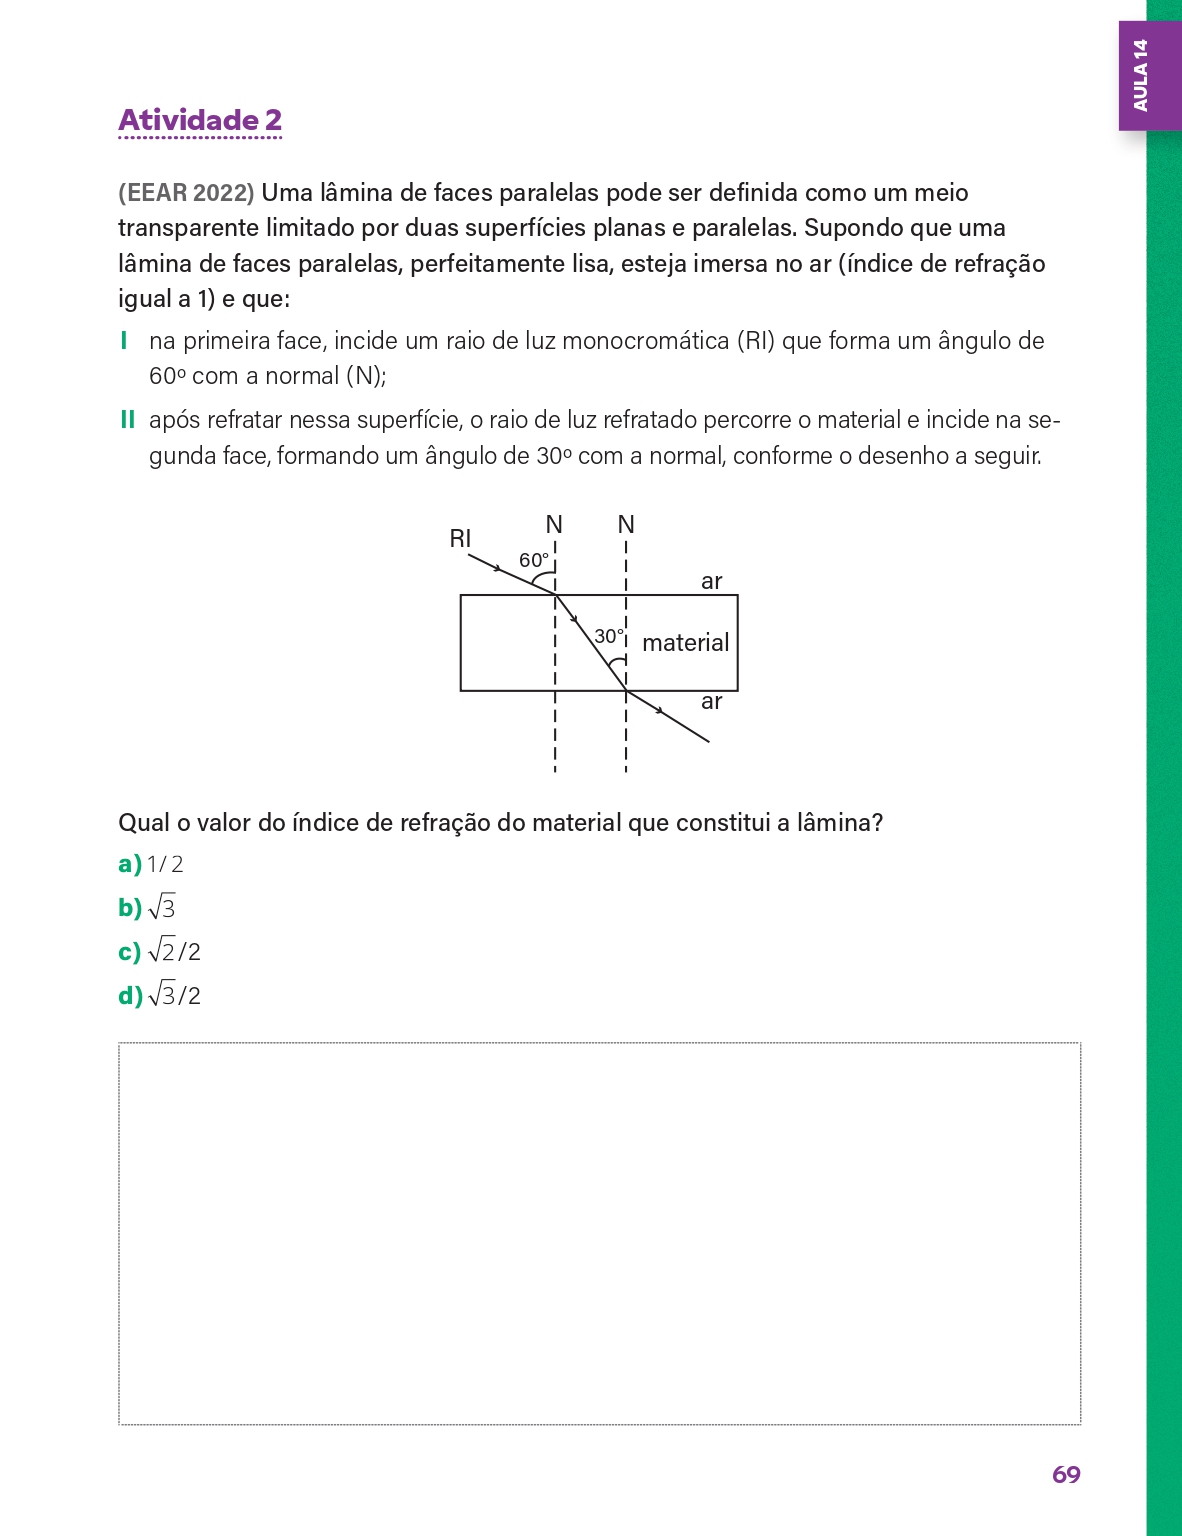 AULA 14
Atividade 2
(EEAR 2022) Uma lâmina de faces paralelas pode ser definida como um meio
transparente limitado por duas superfícies planas e paralelas. Supondo que uma
lâmina de faces paralelas, perfeitamente lisa, esteja imersa no ar (índice de refração
igual a 1) e que:
I na primeira face, incide um raio de luz monocromática (RI) que forma um ângulo de
60º com a normal (N);
II após refratar nessa superfície, o raio de luz refratado percorre o material e incide na se-
gunda face, formando um ângulo de 30º com a normal, conforme o desenho a seguir.
RI N N
60°
ar
30° material
ar
Qual o valor do índice de refração do material que constitui a lâmina?
a) 1/2
b) √3
c) √2/2
d) √3/2
69